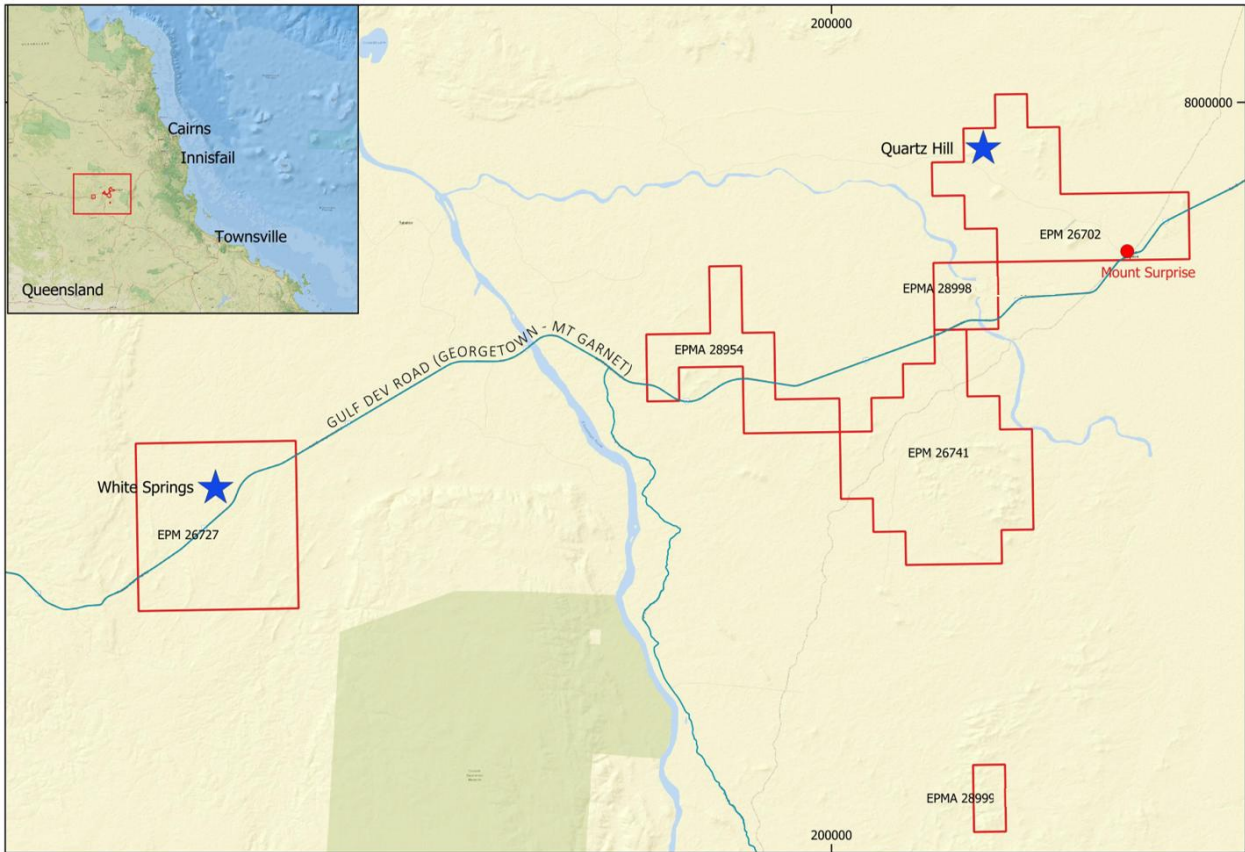 200000
8000000
Cairns
Innisfail
Townsville
Queensland
Quartz Hill
EPM 26702
Mount Surprise
EPMA 28998
EPMA 28954
GULF DEV ROAD (GEORGETOWN - MT GARNET)
EPM 26741
White Springs
EPM 26727
EPMA 28999
200000